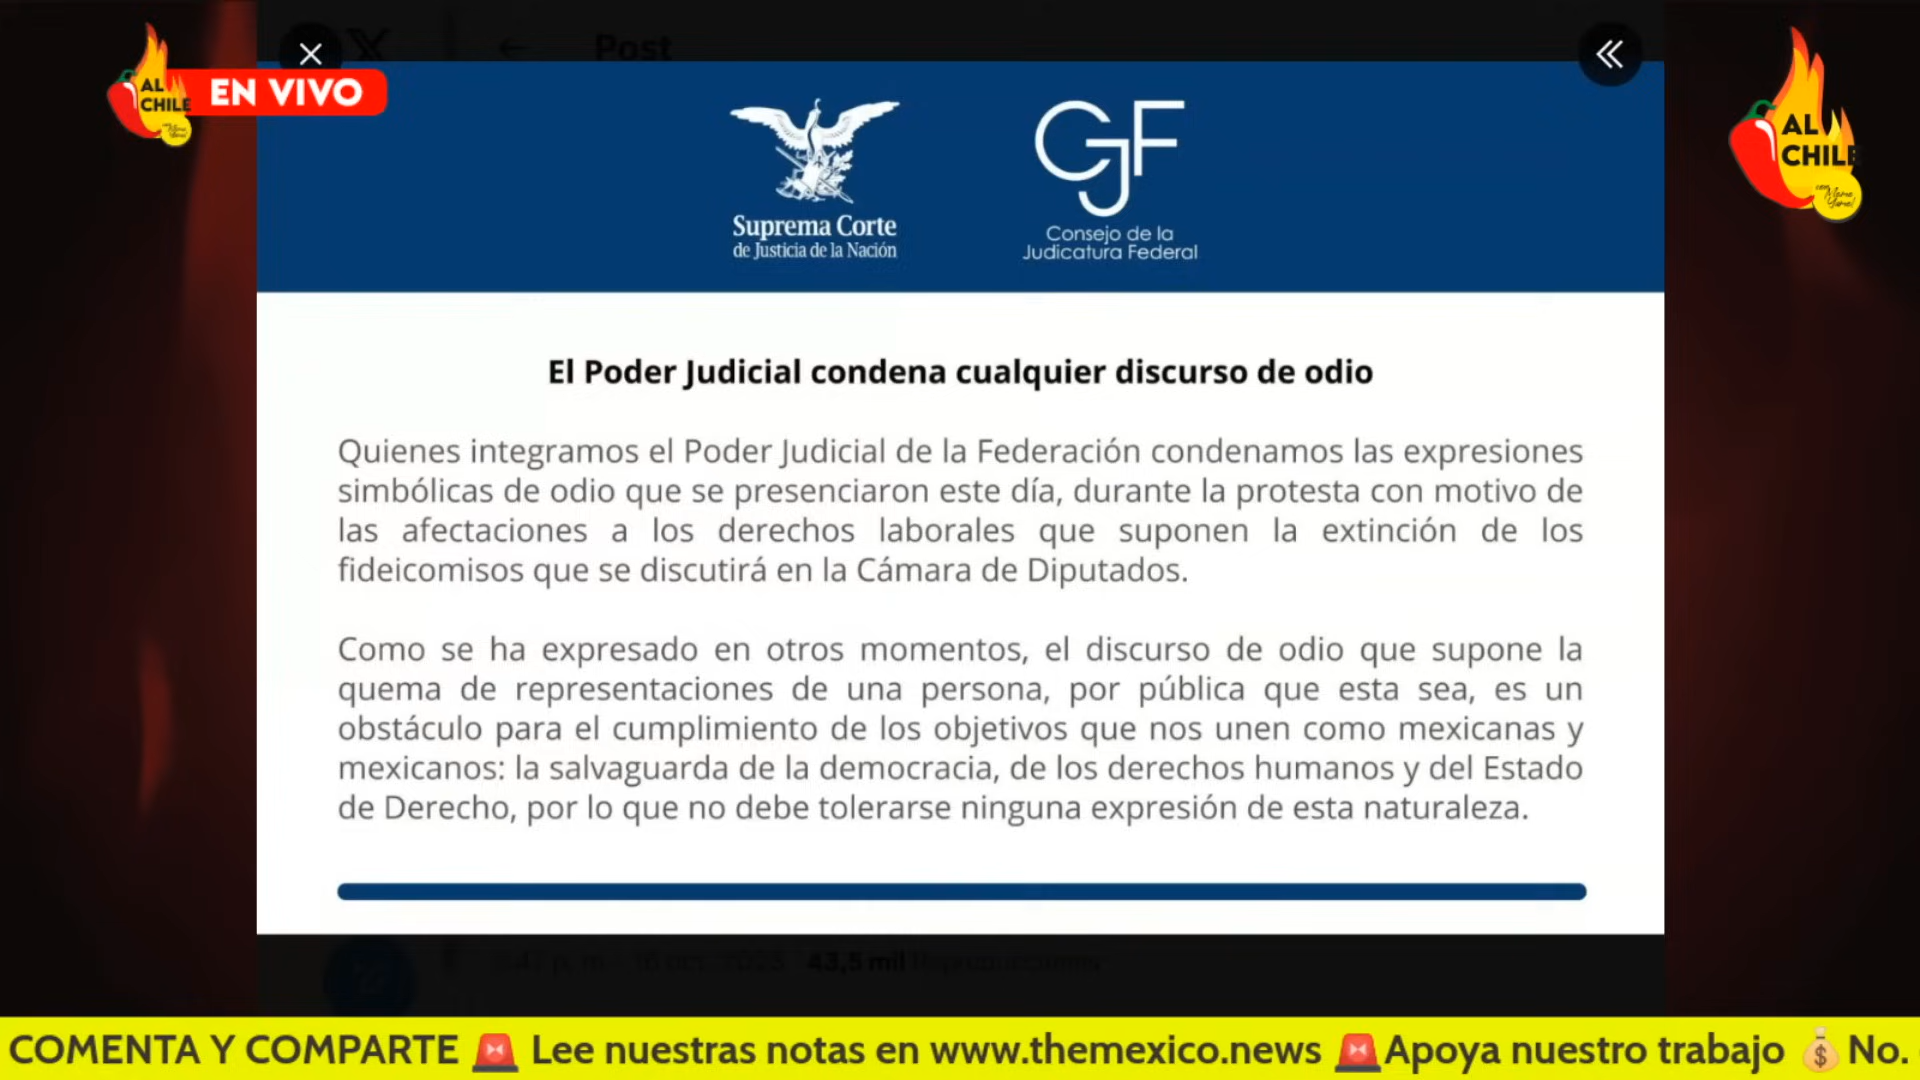 Post
AL
CHILE
EN VIVO
AL
CHILE
Suprema Corte
de Justicia de la Nación
CJF
Consejo de la
Judicatura Federal
El Poder Judicial condena cualquier discurso de odio
Quienes integramos el Poder Judicial de la Federación condenamos las expresiones
simbólicas de odio que se presenciaron este día, durante la protesta con motivo de
las afectaciones a los derechos laborales que suponen la extinción de los
fideicomisos que se discutirá en la Cámara de Diputados.
Como se ha expresado en otros momentos, el discurso de odio que supone la
quema de representaciones de una persona, por pública que esta sea, es un
obstáculo para el cumplimiento de los objetivos que nos unen como mexicanas y
mexicanos: la salvaguarda de la democracia, de los derechos humanos y del Estado
de Derecho, por lo que no debe tolerarse ninguna expresión de esta naturaleza.
43,5 mil Reproducciones
COMENTA Y COMPARTE 🚨 Lee nuestras notas en www.themexico.news 🚨Apoya nuestro trabajo 💰No.